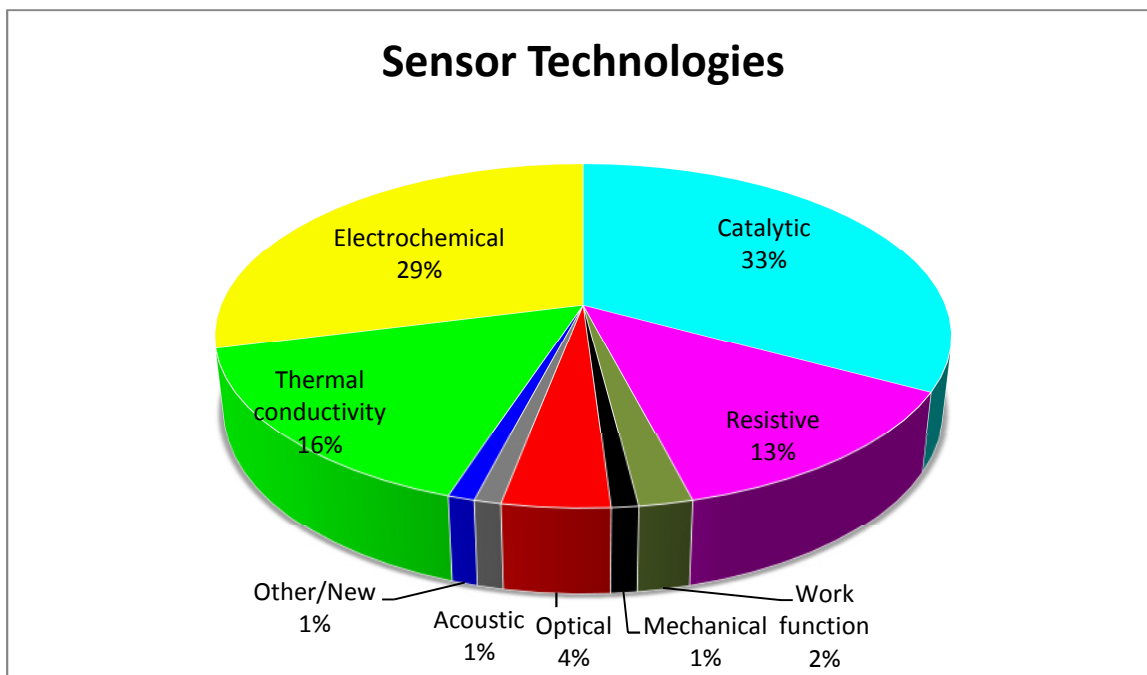 Sensor Technologies
Electrochemical
29%
Catalytic
33%
Thermal
conductivity
16%
Resistive
13%
Other/New
1%
Acoustic
1%
Optical
4%
Mechanical
1%
Work
function
2%